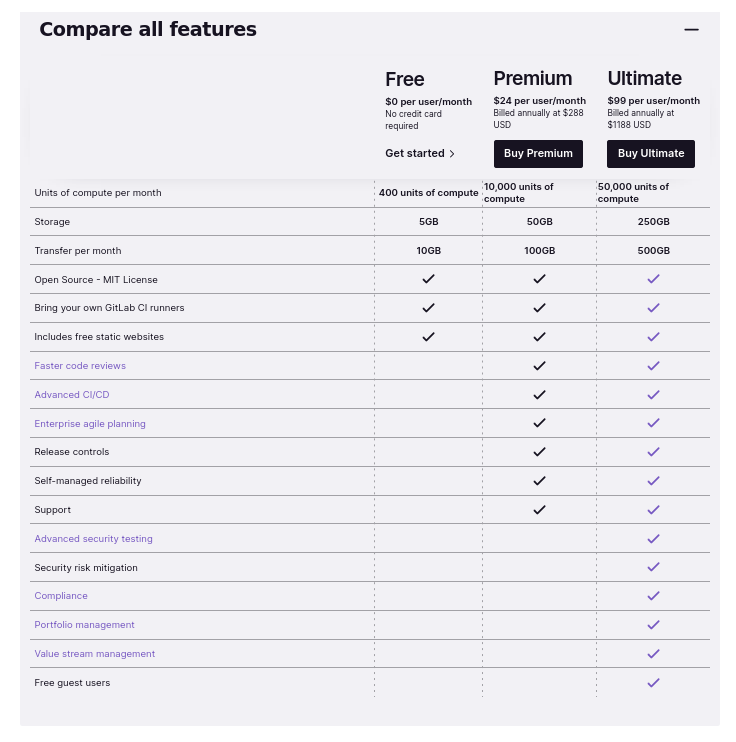 Compare all features
Free
Premium
Ultimate
$0 per user/month
$24 per user/month
$99 per user/month
No credit card
required
Billed annually at $288
USD
Billed annually at
$1188 USD
Get started
Buy Premium
Buy Ultimate
Units of compute per month
400 units of compute
10,000 units of
compute
50,000 units of
compute
Storage 5GB 50GB 250GB
Transfer per month 10GB 100GB 500GB
Open Source - MIT License
Bring your own GitLab CI runners
Includes free static websites
Faster code reviews
Advanced CI/CD
Enterprise agile planning
Release controls
Self-managed reliability
Support
Advanced security testing
Security risk mitigation
Compliance
Portfolio management
Value stream management
Free guest users